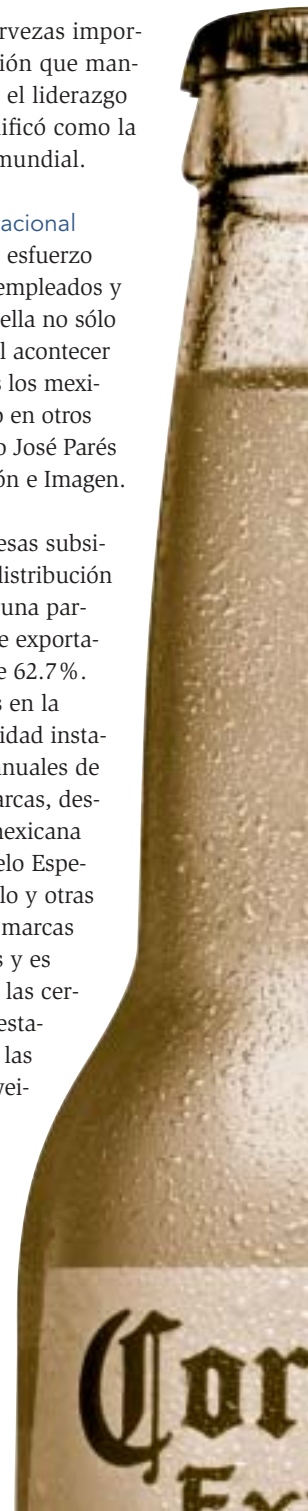 rvezas impor-
ión que man-
el liderazgo
ificó como la
mundial.
acional
esfuerzo
empleados y
ella no sólo
l acontecer
s los mexi-
o en otros
o José Parés
ón e Imagen.
esas subsi-
distribución
una par-
e exporta-
e 62.7%.
s en la
idad insta-
nuales de
arcas, des-
mexicana
elo Espe-
lo y otras
marcas
s y es
las cer-
esta-
las
vei-
Cor
Ex